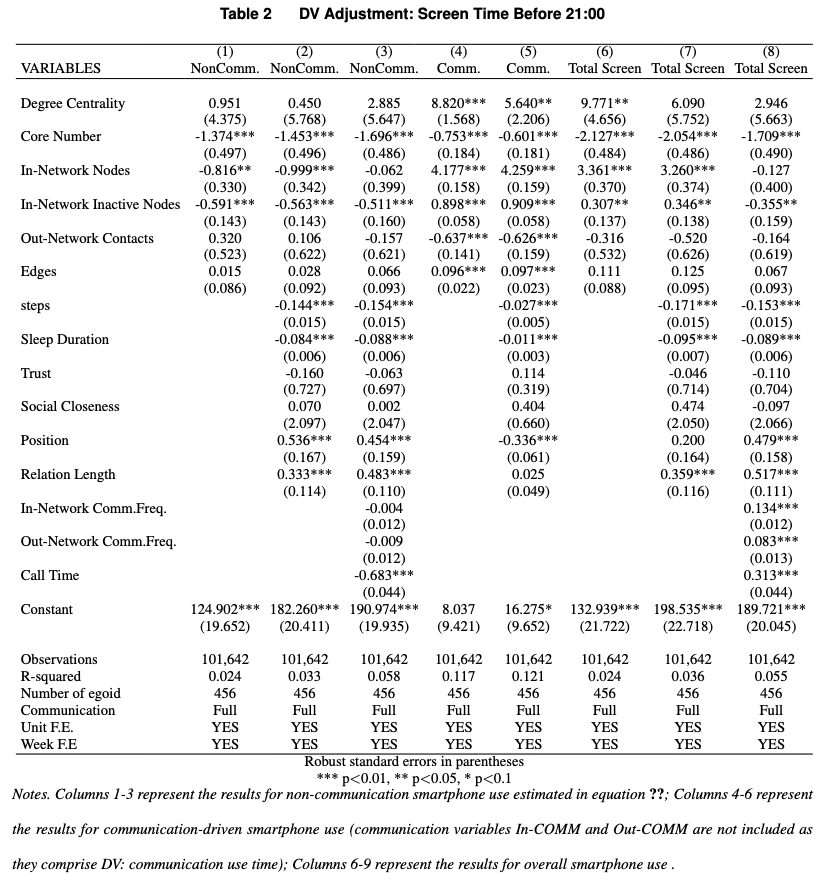 Table 2 DV Adjustment: Screen Time Before 21:00
(1) (2) (3) (4) (5) (6) (7) (8)
VARIABLES NonComm. NonComm. NonComm. Comm. Comm. Total Screen Total Screen Total Screen
Degree Centrality 0.951 0.450 2.885 8.820*** 5.640** 9.771** 6.090 2.946
(4.375) (5.768) (5.647) (1.568) (2.206) (4.656) (5.752) (5.663)
Core Number -1.374*** -1.453*** -1.696*** -0.753*** -0.601*** -2.127*** -2.054*** -1.709***
(0.497) (0.496) (0.486) (0.184) (0.181) (0.484) (0.486) (0.490)
In-Network Nodes -0.816** -0.999*** -0.062 4.177*** 4.259*** 3.361*** 3.260*** -0.127
(0.330) (0.342) (0.399) (0.158) (0.159) (0.370) (0.374) (0.400)
In-Network Inactive Nodes -0.591*** -0.563*** -0.511*** 0.898*** 0.909*** 0.307** 0.346** -0.355**
(0.143) (0.143) (0.160) (0.058) (0.058) (0.137) (0.138) (0.159)
Out-Network Contacts 0.320 0.106 -0.157 -0.637*** -0.626*** -0.316 -0.520 -0.164
(0.523) (0.622) (0.621) (0.141) (0.159) (0.532) (0.626) (0.619)
Edges 0.015 0.028 0.066 0.096*** 0.097*** 0.111 0.125 0.067
(0.086) (0.092) (0.093) (0.022) (0.023) (0.088) (0.095) (0.093)
steps -0.144*** -0.154*** -0.027*** -0.171*** -0.153***
(0.015) (0.015) (0.005) (0.015) (0.015)
Sleep Duration -0.084*** -0.088*** -0.011*** -0.095*** -0.089***
(0.006) (0.006) (0.003) (0.007) (0.006)
Trust -0.160 -0.063 0.114 -0.046 -0.110
(0.727) (0.697) (0.319) (0.714) (0.704)
Social Closeness 0.070 0.002 0.404 0.474 -0.097
(2.097) (2.047) (0.660) (2.050) (2.066)
Position 0.536*** 0.454*** -0.336*** 0.200 0.479***
(0.167) (0.159) (0.061) (0.164) (0.158)
Relation Length 0.333*** 0.483*** 0.025 0.359*** 0.517***
(0.114) (0.110) (0.049) (0.116) (0.111)
In-Network Comm.Freq. -0.004 0.134***
(0.012) (0.012)
Out-Network Comm.Freq. -0.009 0.083***
(0.012) (0.013)
Call Time -0.683*** 0.313***
(0.044) (0.044)
Constant 124.902*** 182.260*** 190.974*** 8.037 16.275* 132.939*** 198.535*** 189.721***
(19.652) (20.411) (19.935) (9.421) (9.652) (21.722) (22.718) (20.045)
Observations 101,642 101,642 101,642 101,642 101,642 101,642 101,642 101,642
R-squared 0.024 0.033 0.058 0.117 0.121 0.024 0.036 0.055
Number of egoid 456 456 456 456 456 456 456 456
Communication Full Full Full Full Full Full Full Full
Unit F.E. YES YES YES YES YES YES YES YES
Week F.E YES YES YES YES YES YES YES YES
Robust standard errors in parentheses
*** p<0.01, ** p<0.05, * p<0.1
Notes. Columns 1-3 represent the results for non-communication smartphone use estimated in equation ??; Columns 4-6 represent
the results for communication-driven smartphone use (communication variables In-COMM and Out-COMM are not included as
they comprise DV: communication use time); Columns 6-9 represent the results for overall smartphone use .